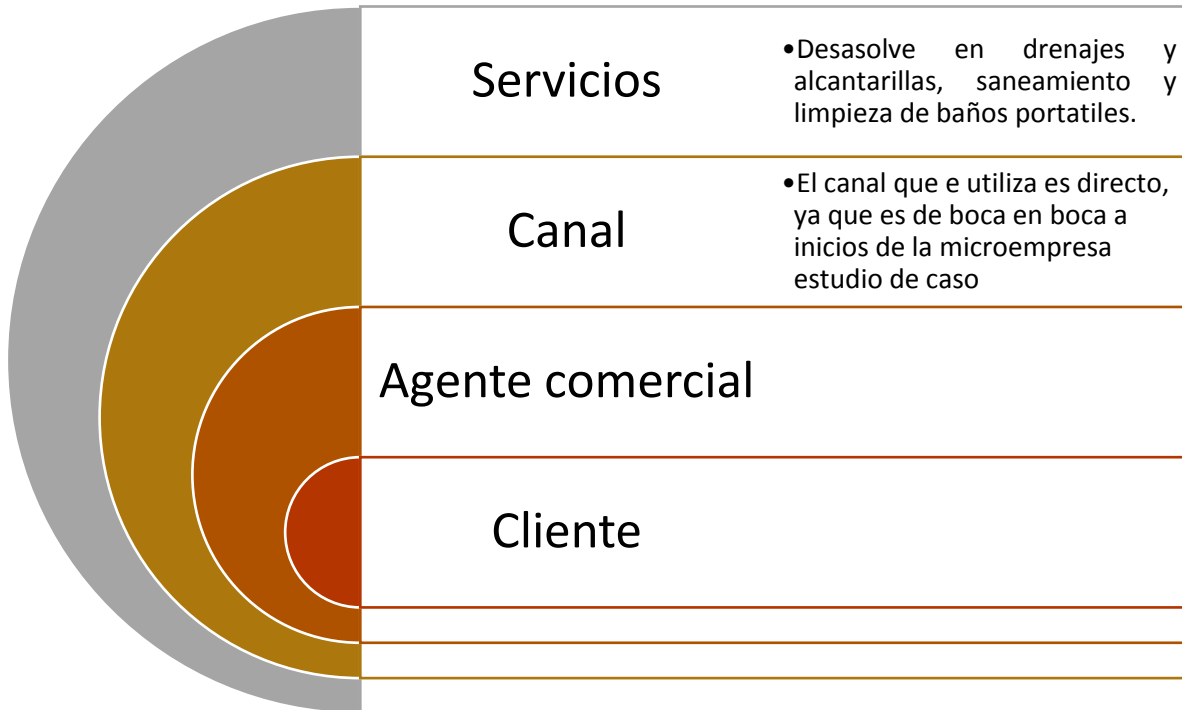 Servicios
•Desasolve en drenajes y
alcantarillas, saneamiento y
limpieza de baños portatiles.
Canal
•El canal que e utiliza es directo,
ya que es de boca en boca a
inicios de la microempresa
estudio de caso
Agente comercial
Cliente